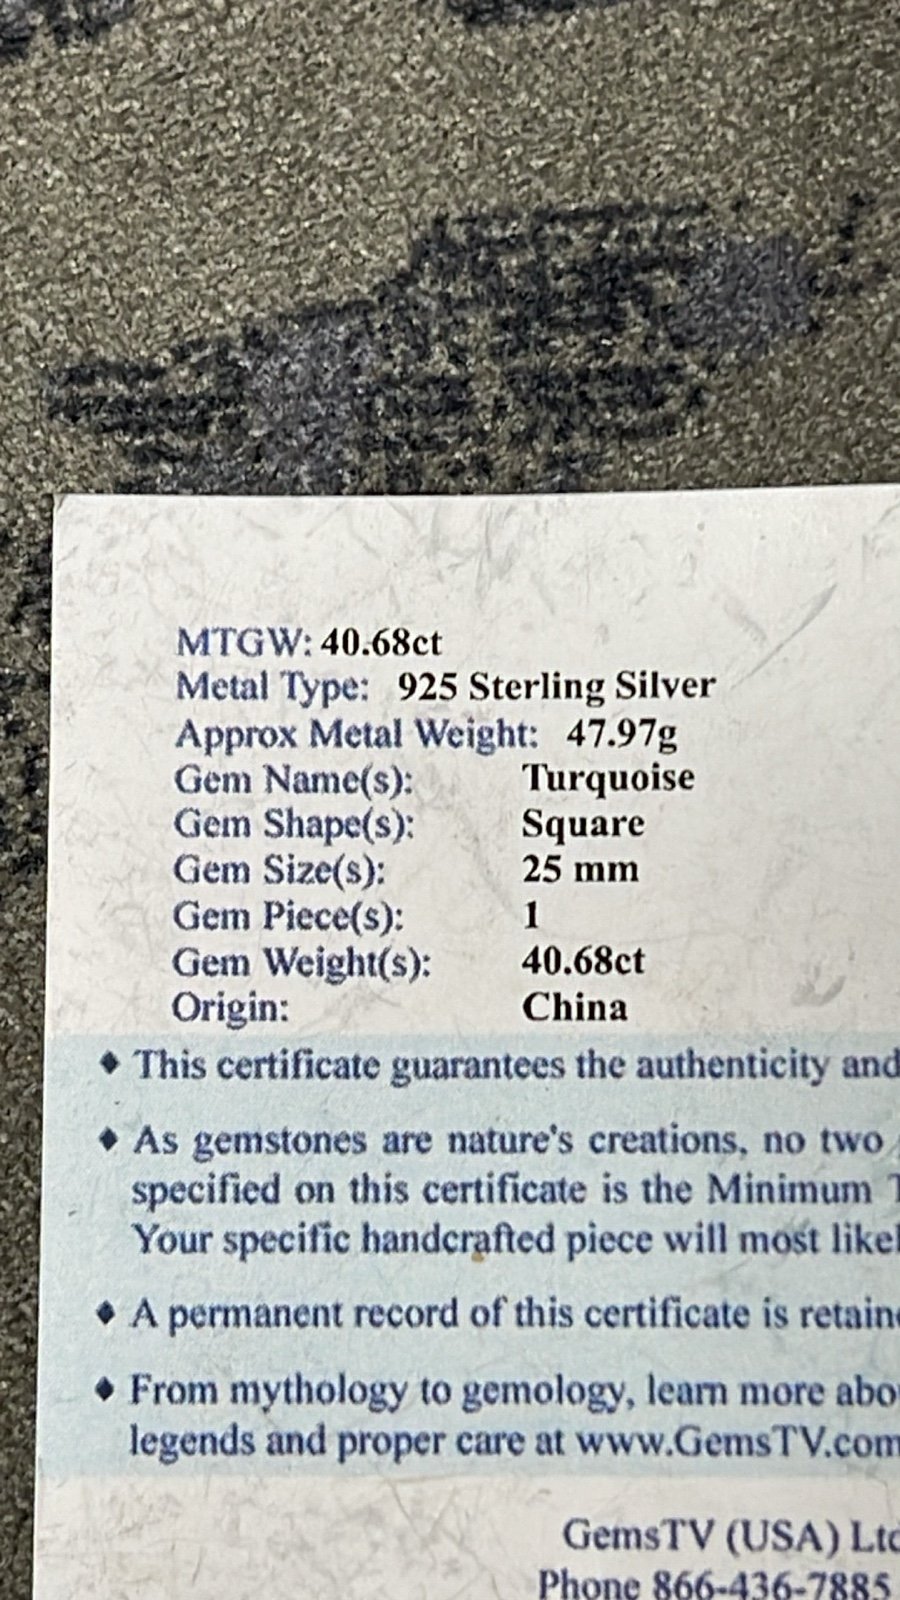 MTGW: 40.68ct
Metal Type: 925 Sterling Silver
Approx Metal Weight: 47.97g
Gem Name(s): Turquoise
Gem Shape(s): Square
Gem Size(s): 25 mm
Gem Piece(s): 1
Gem Weight(s): 40.68ct
Origin: China
♦ This certificate guarantees the authenticity and
♦ As gemstones are nature's creations, no two
specified on this certificate is the Minimum
Your specific handcrafted piece will most likel
♦ A permanent record of this certificate is retain
♦ From mythology to gemology, learn more abo
legends and proper care at www.GemsTV.com
GemsTV (USA) Ltd
Phone 866-436-7885